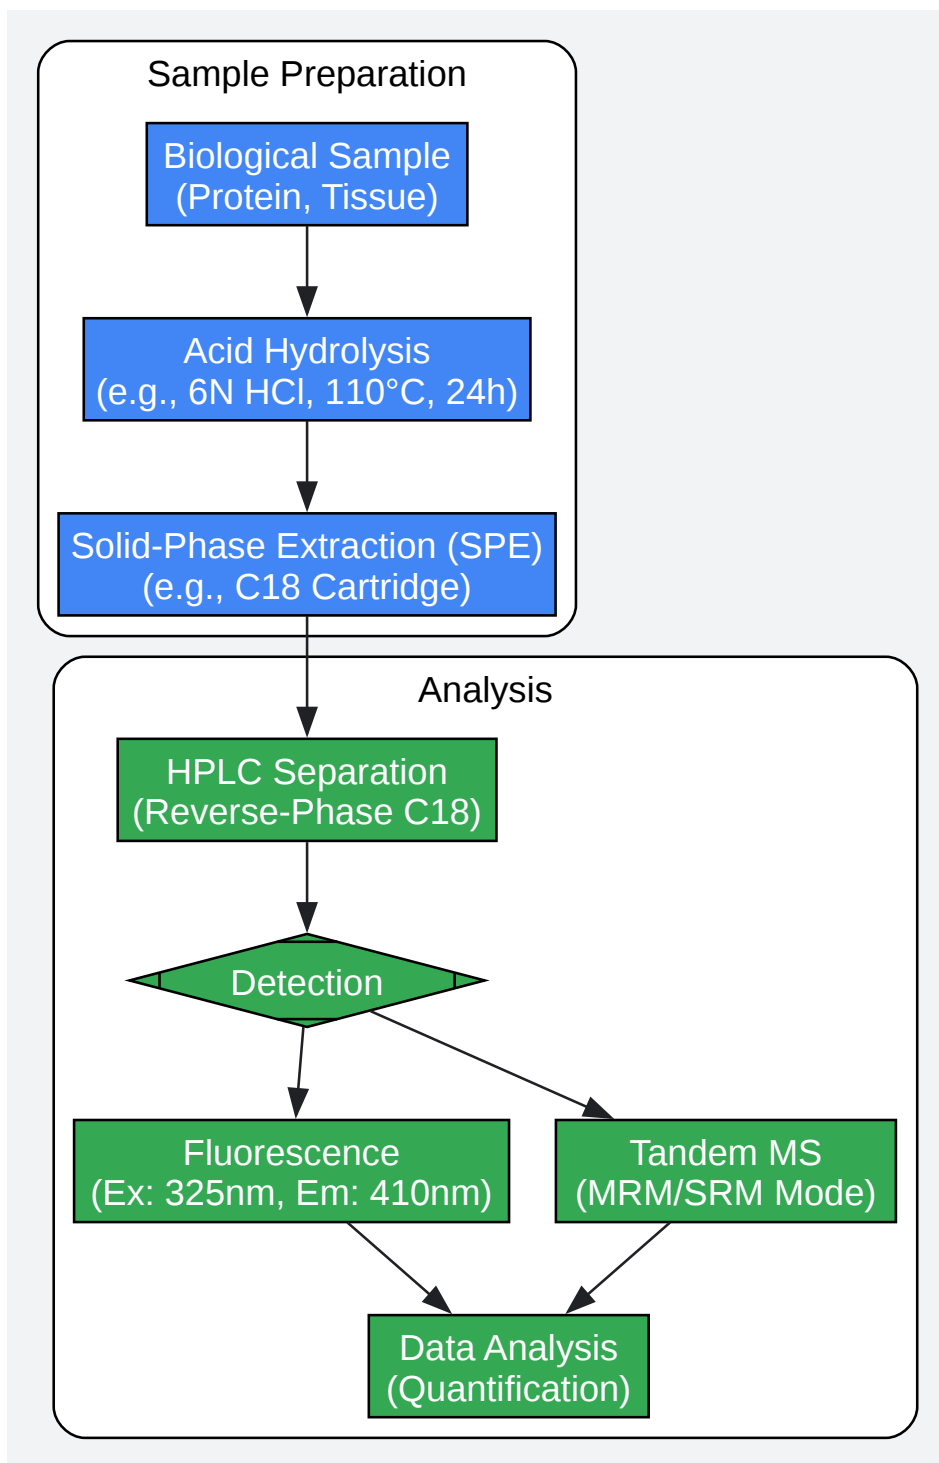 Sample Preparation
Biological Sample
(Protein, Tissue)
Acid Hydrolysis
(e.g., 6N HCl, 110°C, 24h)
Solid-Phase Extraction (SPE)
(e.g., C18 Cartridge)
Analysis
HPLC Separation
(Reverse-Phase C18)
Detection
Fluorescence
(Ex: 325nm, Em: 410nm)
Tandem MS
(MRM/SRM Mode)
Data Analysis
(Quantification)